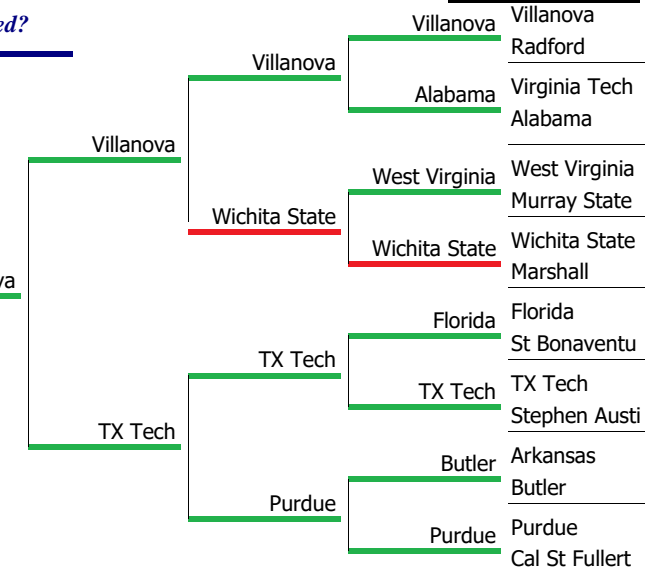 ed?
Villanova
Radford
Virginia Tech
Alabama
West Virginia
Murray State
Wichita State
Marshall
Florida
St Bonaventu
TX Tech
Stephen Austi
Arkansas
Butler
Purdue
Cal St Fullert
Villanova
Alabama
West Virginia
Wichita State
Florida
TX Tech
Butler
Purdue
Villanova
Wichita State
TX Tech
Purdue
Villanova
TX Tech
va